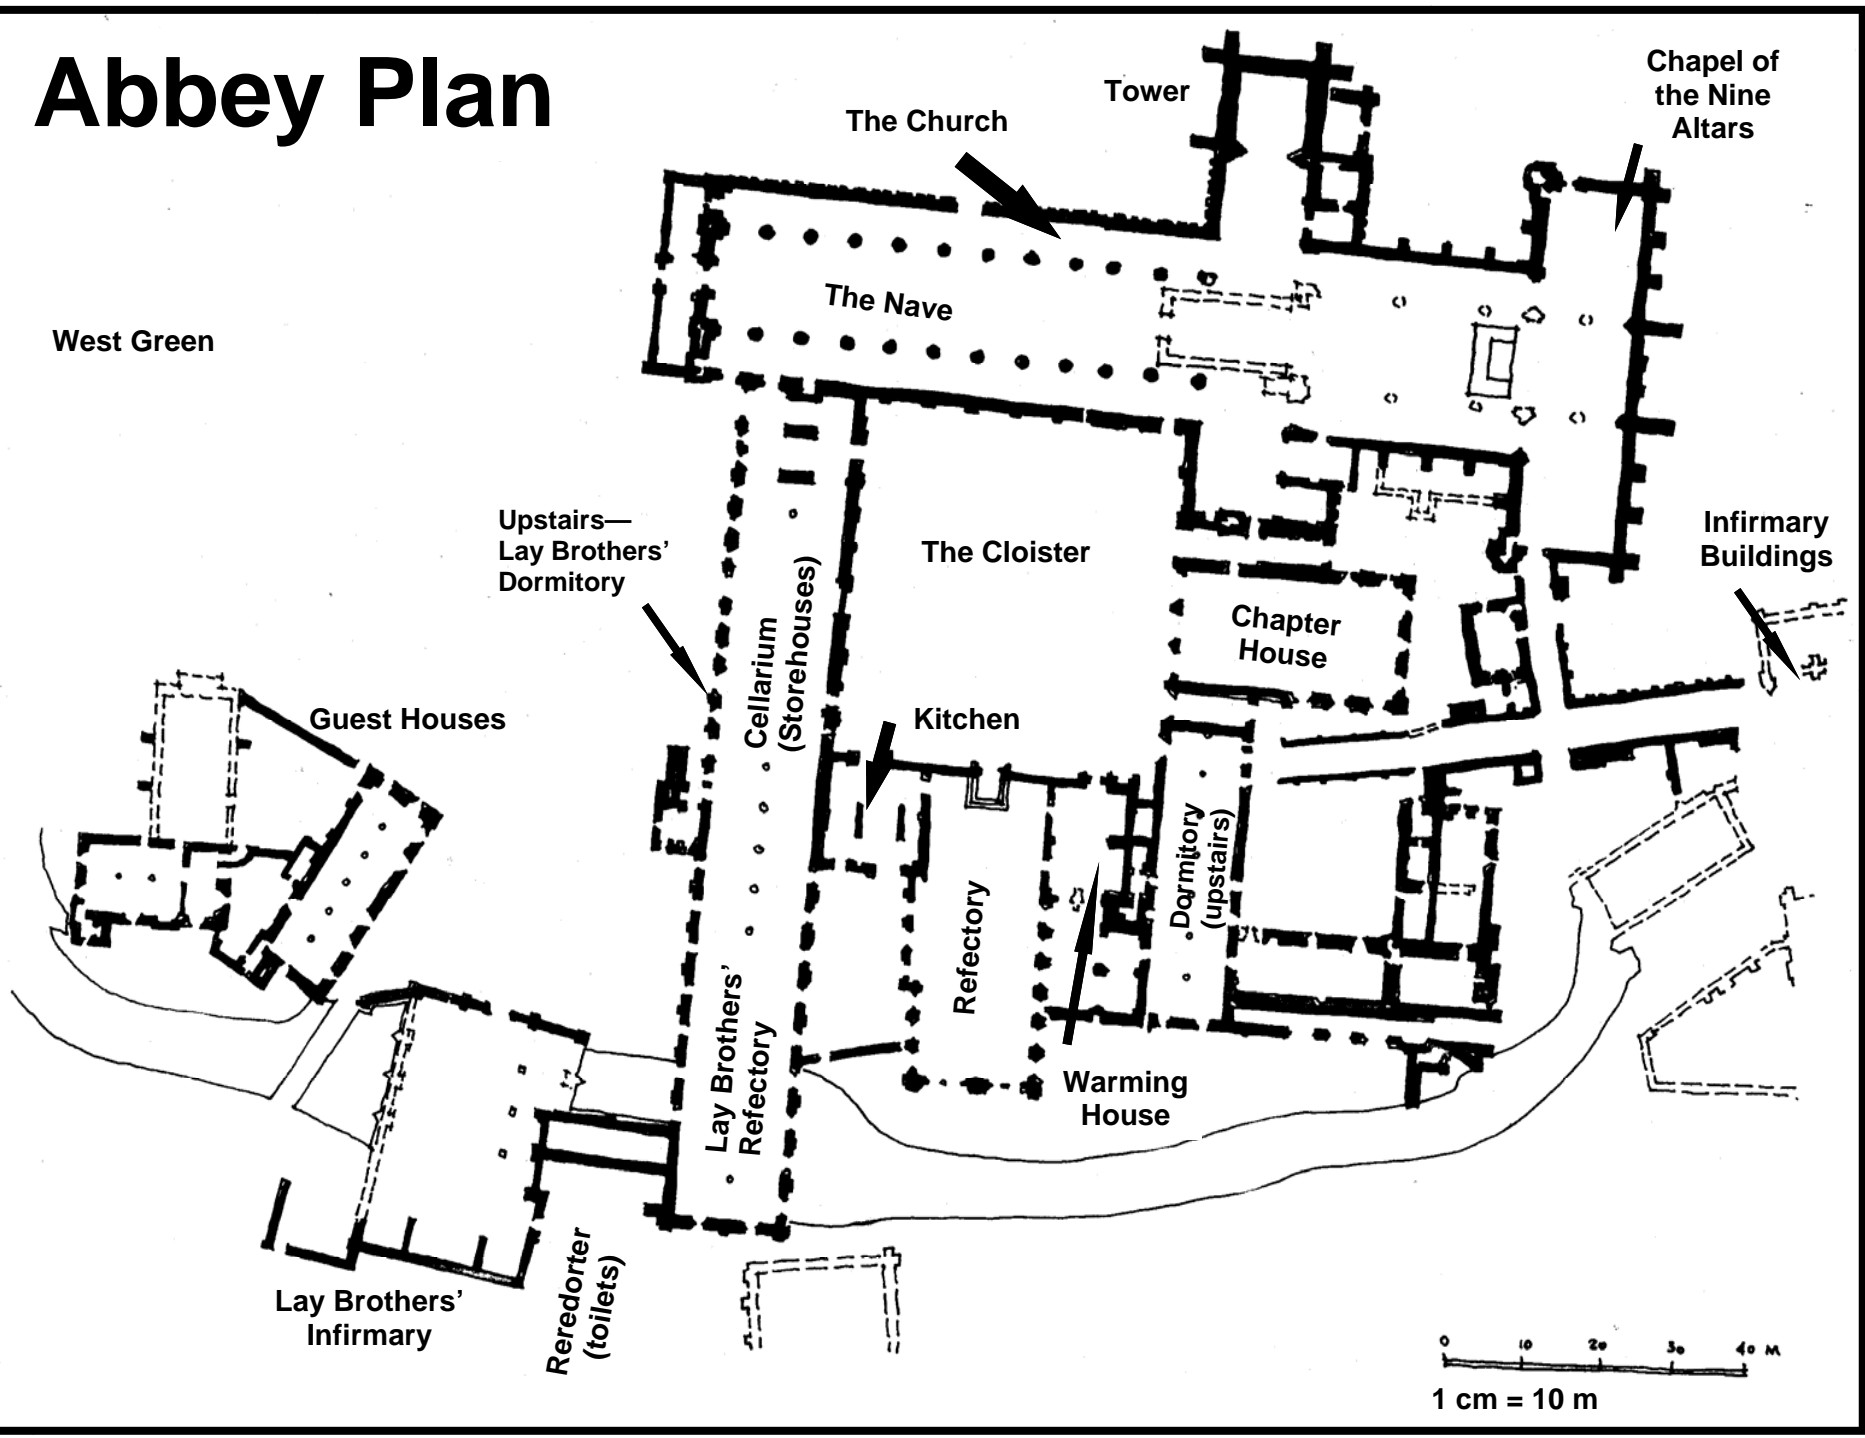 Abbey Plan
Tower
Chapel of
the Nine
Altars
The Church
The Nave
West Green
Upstairs—
Lay Brothers’
Dormitory
The Cloister
Infirmary
Buildings
Cellarium
(Storehouses)
Chapter
House
Guest Houses
Kitchen
Dormitory
(upstairs)
Refectory
Lay Brothers’
Refectory
Warming
House
Lay Brothers’
Infirmary
Reredorter
(toilets)
0 10 20 30 40 M
1 cm = 10 m